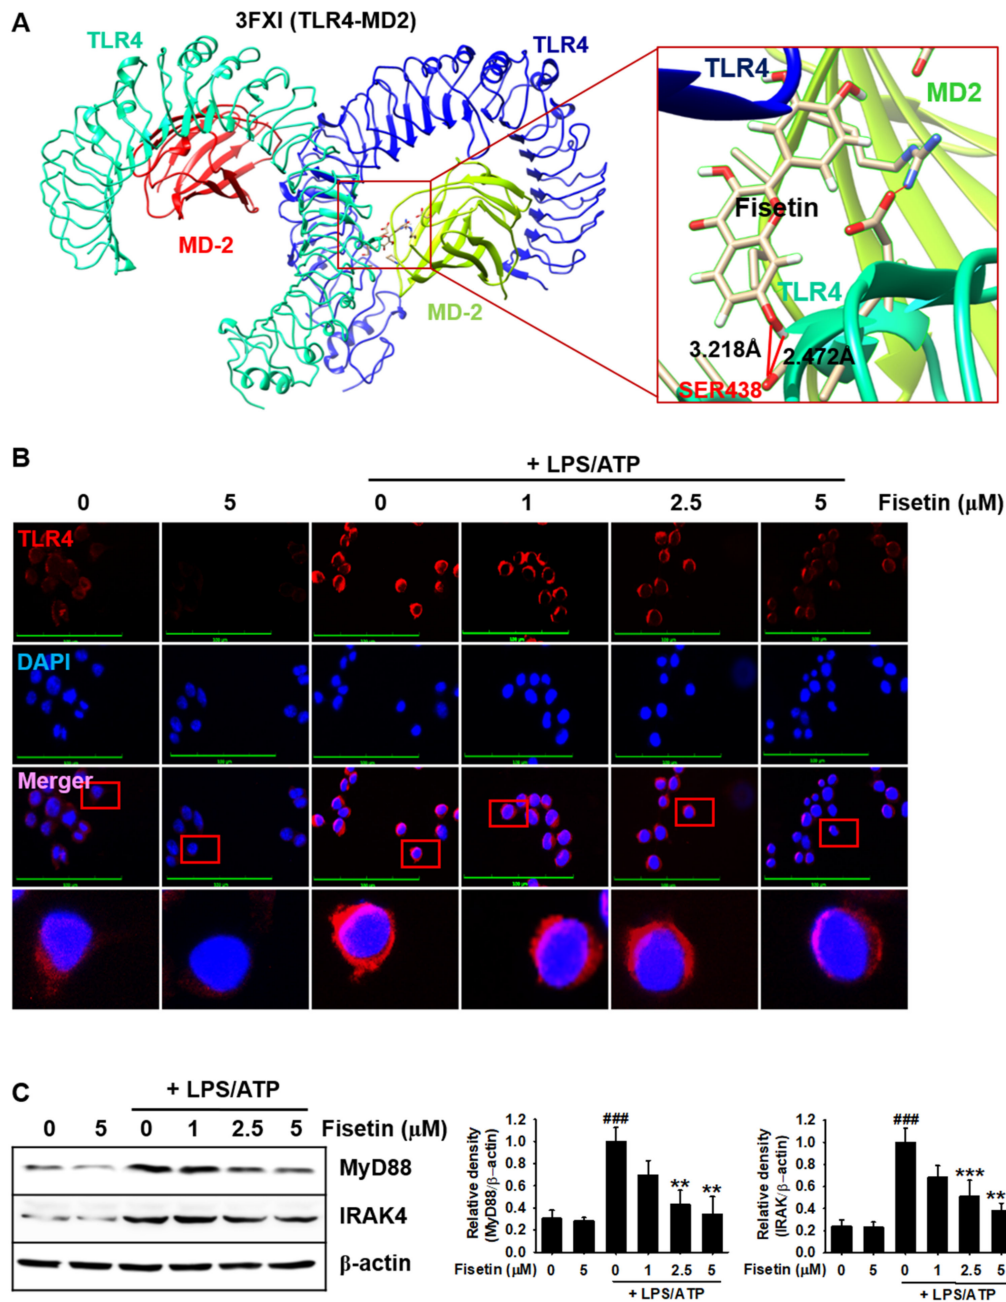 A
3FXI (TLR4-MD2)
TLR4
TLR4
MD-2
MD-2
TLR4
MD2
Fisetin
TLR4
3.218Å
2.472Å
SER438
B
+ LPS/ATP
0 5 0 1 2.5 5 Fisetin (µM)
TLR4
DAPI
Merger
C
+ LPS/ATP
0 5 0 1 2.5 5 Fisetin (µM)
MyD88
IRAK4
β-actin
Relative density
(MyD88/β-actin)
1.2
1.0
0.8
0.6
0.4
0.2
0.0
###
**
**
Fisetin (µM) 0 5 0 1 2.5 5
+ LPS/ATP
Relative density
(IRAK/β-actin)
1.2
1.0
0.8
0.6
0.4
0.2
0.0
###
***
Fisetin (µM) 0 5 0 1 2.5 5
+ LPS/ATP